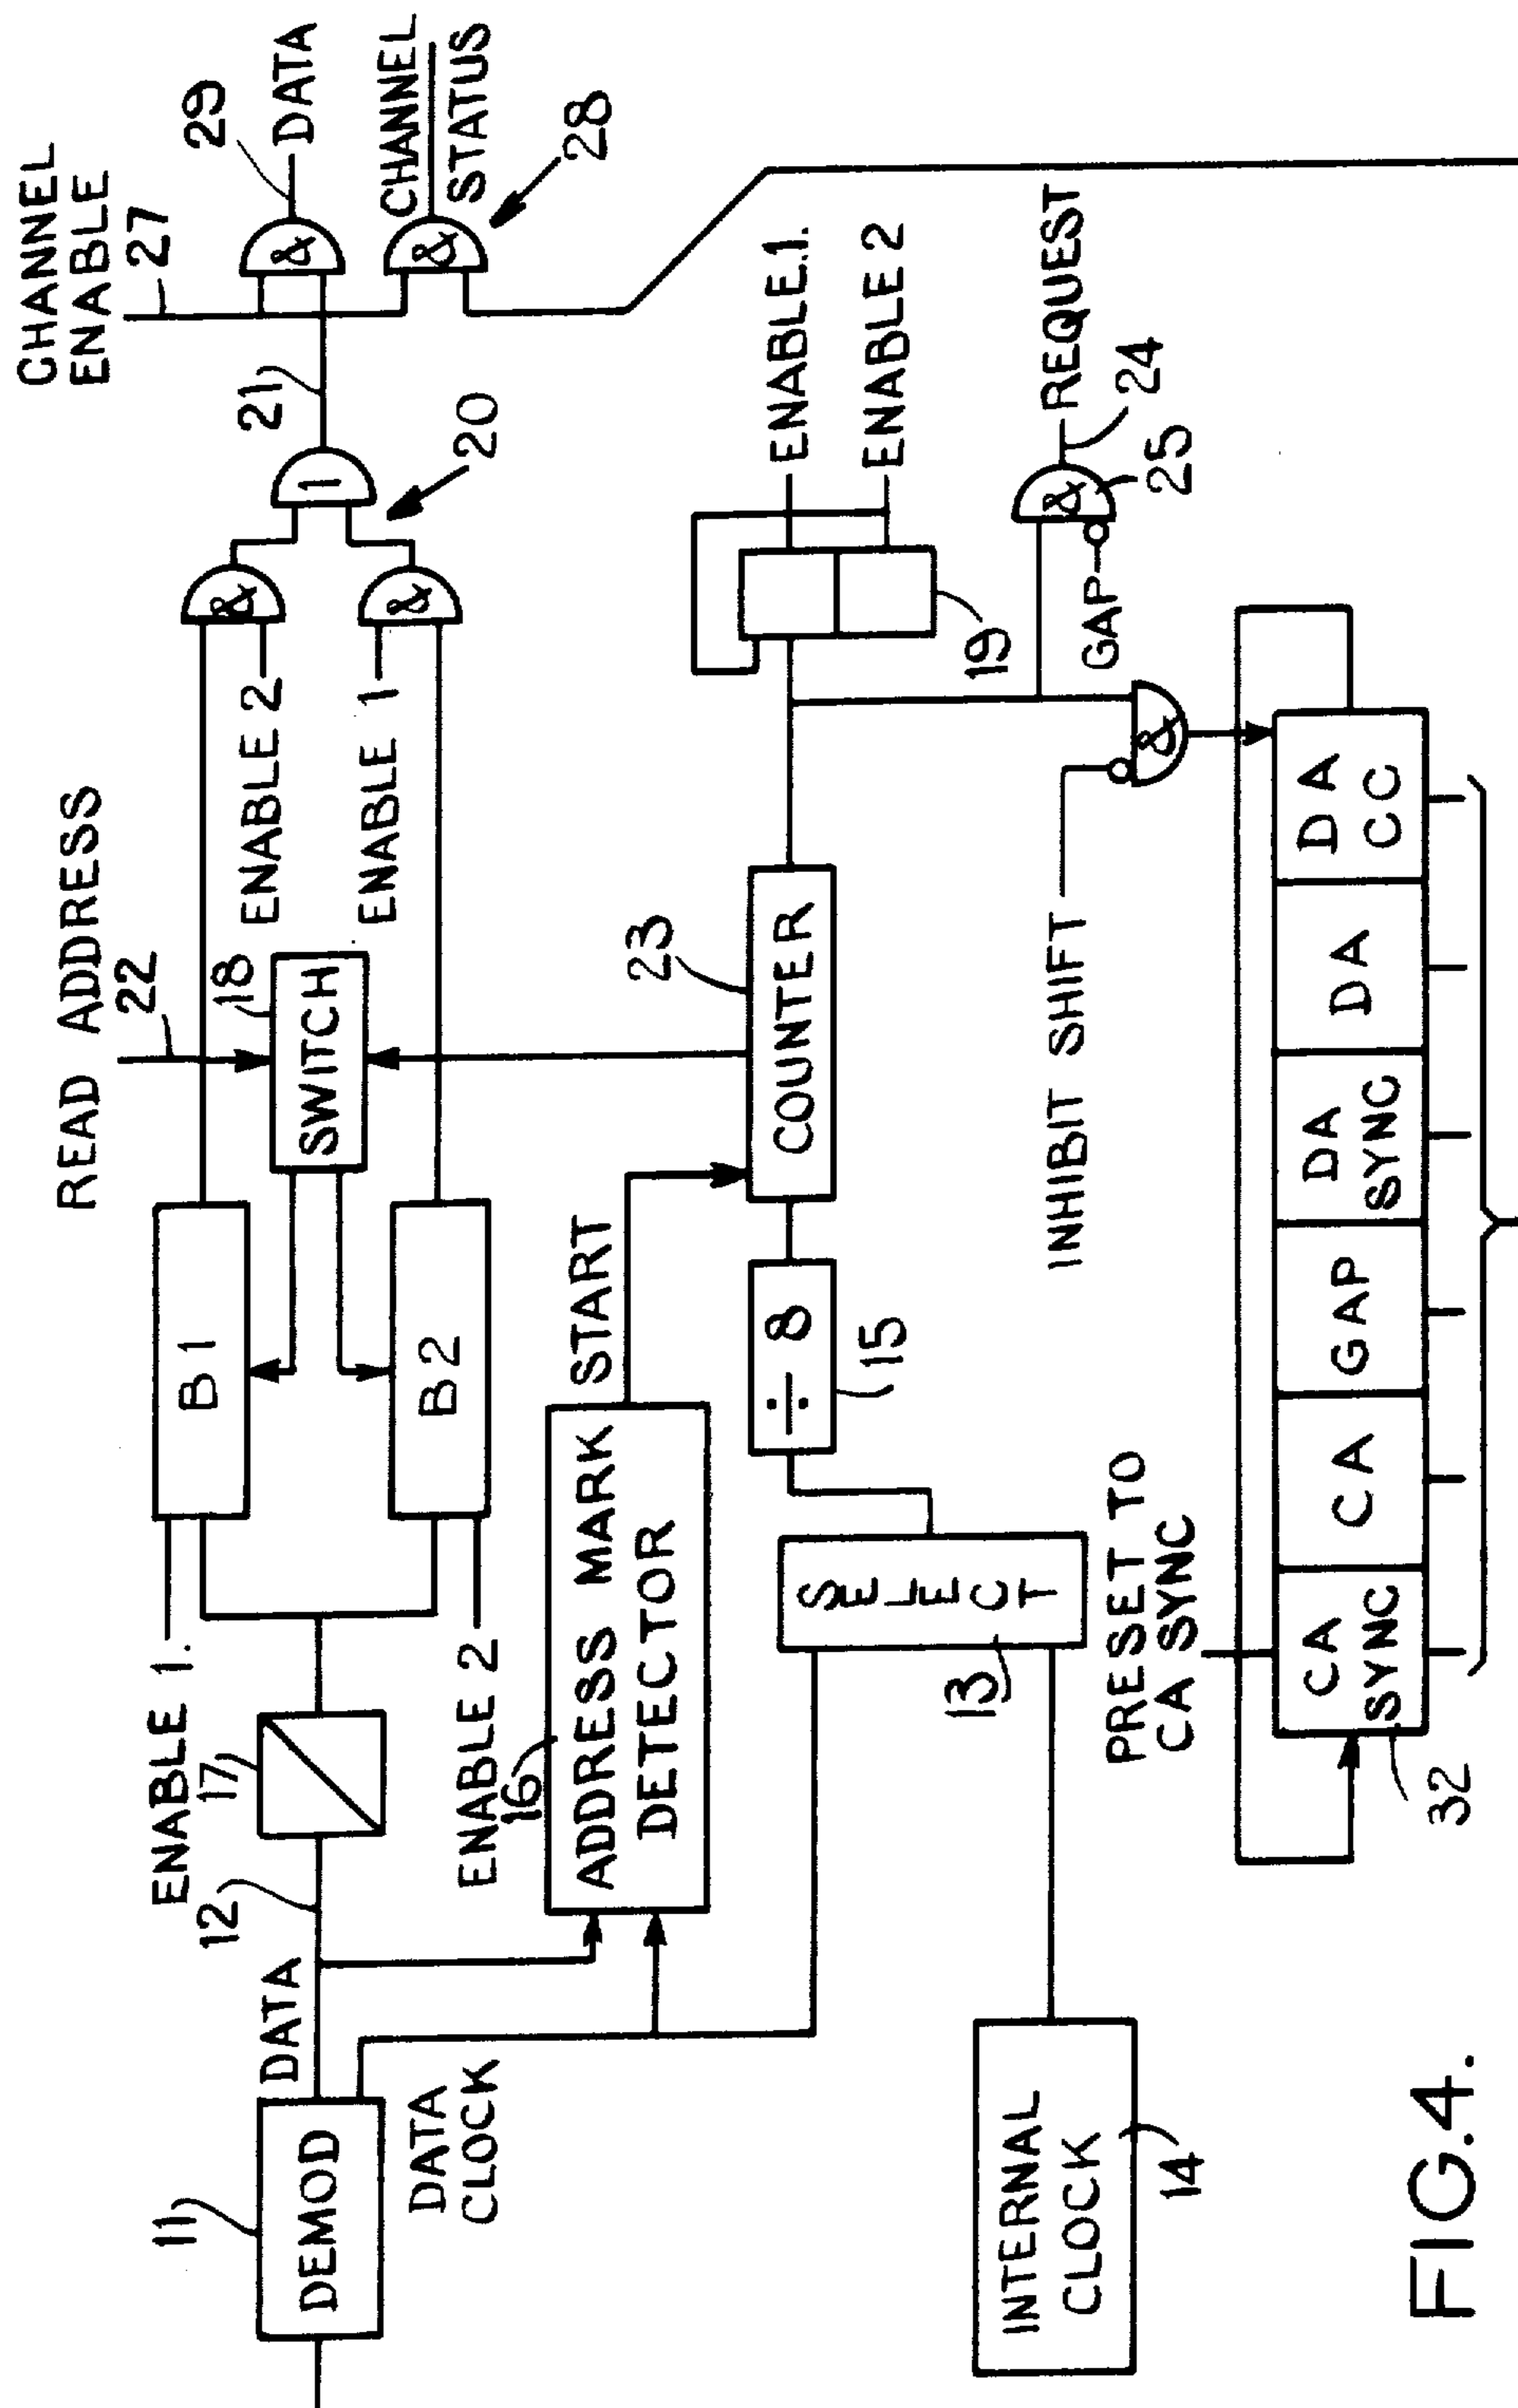 CHANNEL
ENABLE
27
29
DATA
CHANNEL
STATUS
28
&
&
21
20
1
&
&
READ ADDRESS
22
18
SWITCH
ENABLE 2
ENABLE 1
B 1
B 2
ENABLE 1.
17
12
ENABLE 2
DATA
11
DEMOD
DATA
CLOCK
16
ADDRESS MARK
DETECTOR
START
23
COUNTER
÷ 8
15
SELECT
13
INTERNAL
CLOCK
14
19
ENABLE.1.
ENABLE 2
REQUEST
24
25
&
GAP
&
INHIBIT SHIFT
PRESET TO
CA SYNC
CA
SYNC
CA
GAP
DA
SYNC
DA
DA
CC
32
FIG.4.